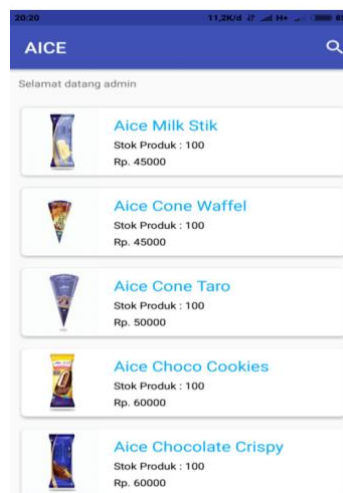 20:20 11,2K/d H+
AICE
Selamat datang admin
Aice Milk Stik
Stok Produk : 100
Rp. 45000
Aice Cone Waffel
Stok Produk : 100
Rp. 45000
Aice Cone Taro
Stok Produk : 100
Rp. 50000
Aice Choco Cookies
Stok Produk : 100
Rp. 60000
Aice Chocolate Crispy
Stok Produk : 100
Rp. 60000